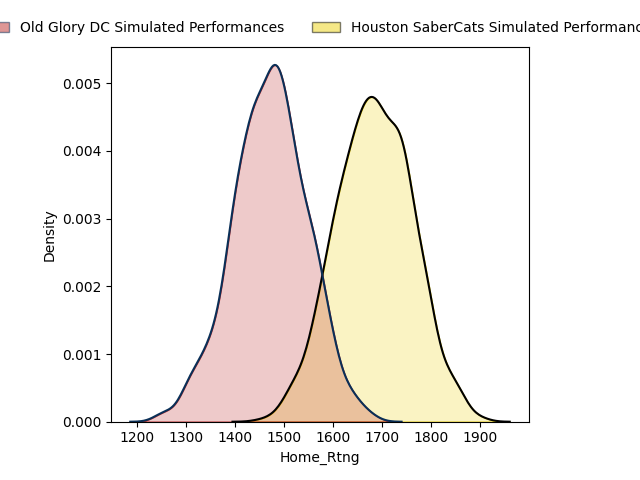 Old Glory DC Simulated Performances
Houston SaberCats Simulated
0.005
0.004
0.003
0.002
0.001
0.000
Density
1200 1300 1400 1500 1600 1700 1800 1900
Home_Rtng